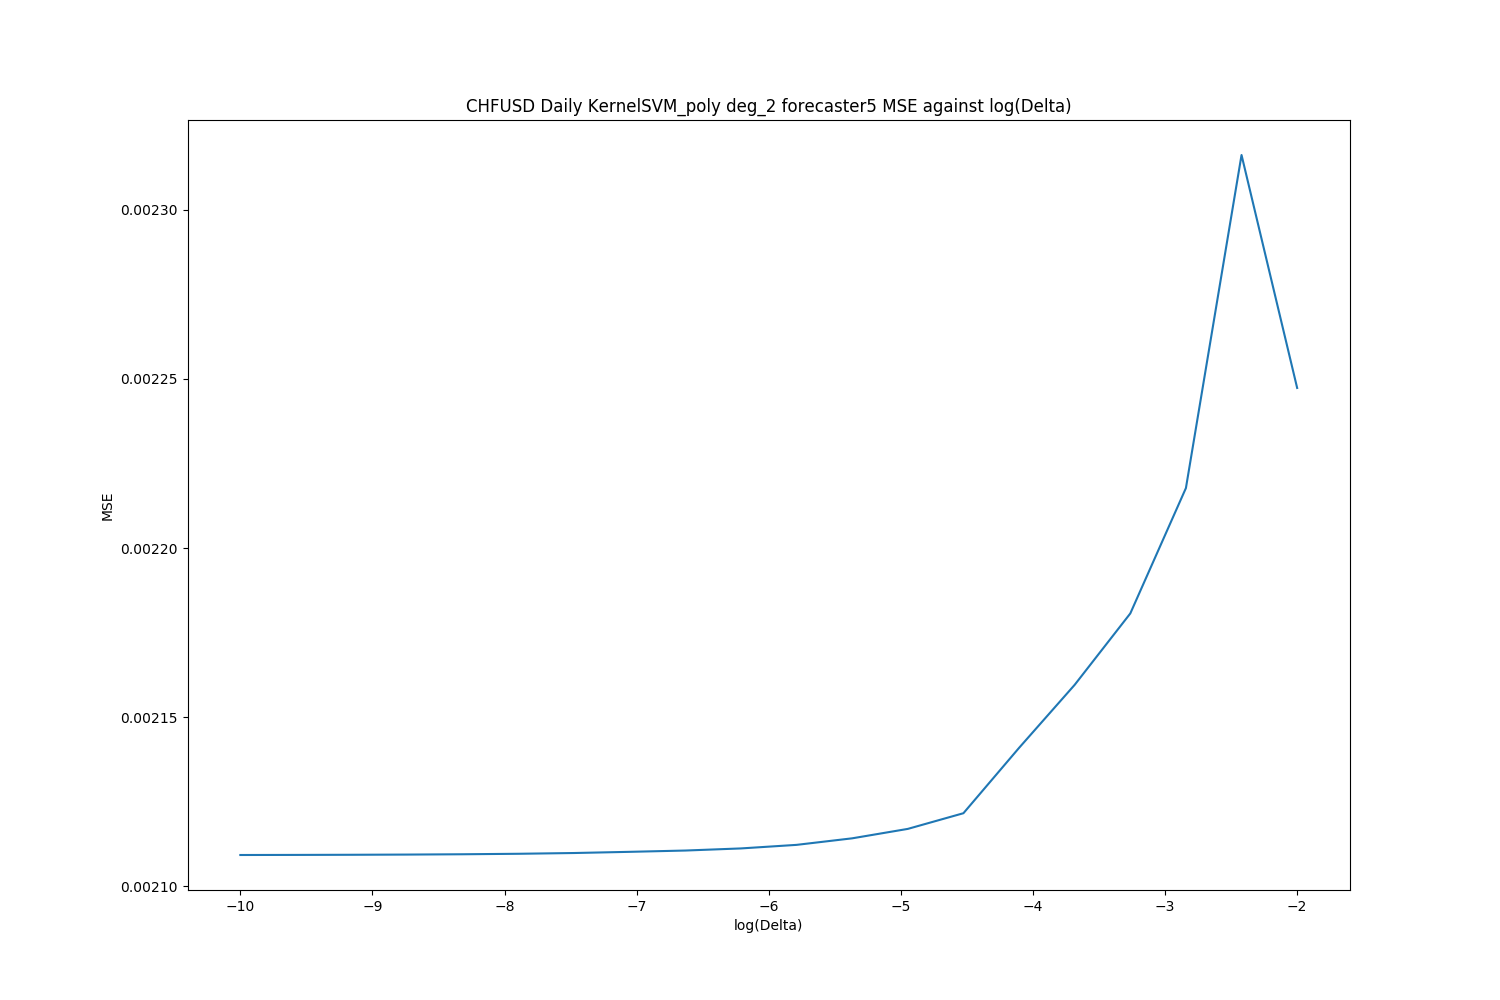 CHFUSD Daily KernelSVM_poly deg_2 forecaster5 MSE against log(Delta)
0.00230
0.00225
0.00220
0.00215
0.00210
MSE
−10 −9 −8 −7 −6 −5 −4 −3 −2
log(Delta)